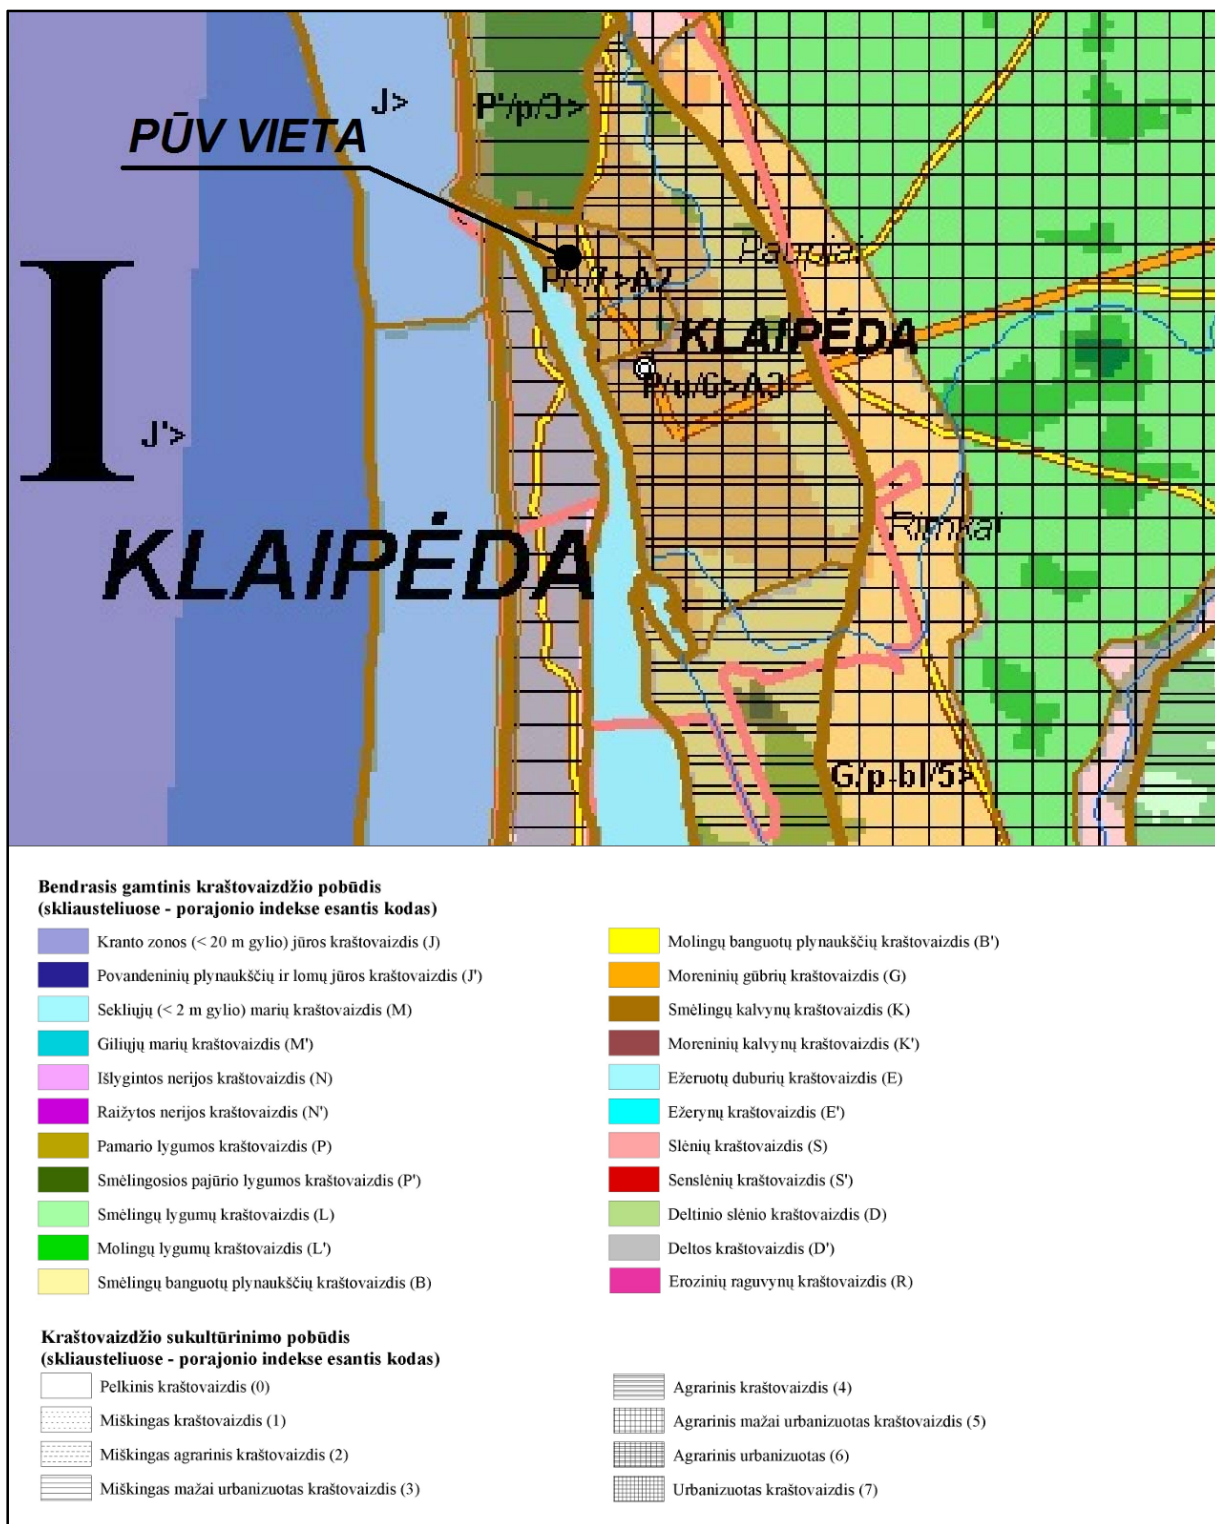 J>
P'/p/3>
PŪV VIETA
KLAIPĖDA
I
P/u/6>A3
J'>
Rimkai
KLAIPĖDA
G/p-bl/5>
Bendrasis gamtinis kraštovaizdžio pobūdis
(skliausteliuose - porajonio indekse esantis kodas)
Kranto zonos (< 20 m gylio) jūros kraštovaizdis (J)
Povandeninių plynaukščių ir lomų jūros kraštovaizdis (J')
Sekliųjų (< 2 m gylio) marių kraštovaizdis (M)
Giliųjų marių kraštovaizdis (M')
Išlygintos nerijos kraštovaizdis (N)
Raižytos nerijos kraštovaizdis (N')
Pamario lygumos kraštovaizdis (P)
Smėlingosios pajūrio lygumos kraštovaizdis (P')
Smėlingų lygumų kraštovaizdis (L)
Molingų lygumų kraštovaizdis (L')
Smėlingų banguotų plynaukščių kraštovaizdis (B)
Molingų banguotų plynaukščių kraštovaizdis (B')
Moreninių gūbrių kraštovaizdis (G)
Smėlingų kalvynų kraštovaizdis (K)
Moreninių kalvynų kraštovaizdis (K')
Ežeruotų duburių kraštovaizdis (E)
Ežerynų kraštovaizdis (E')
Slėnių kraštovaizdis (S)
Senslėnių kraštovaizdis (S')
Deltinio slėnio kraštovaizdis (D)
Deltos kraštovaizdis (D')
Erozinių raguvynų kraštovaizdis (R)
Kraštovaizdžio sukultūrinimo pobūdis
(skliausteliuose - porajonio indekse esantis kodas)
Pelkinis kraštovaizdis (0)
Miškingas kraštovaizdis (1)
Miškingas agrarinis kraštovaizdis (2)
Miškingas mažai urbanizuotas kraštovaizdis (3)
Agrarinis kraštovaizdis (4)
Agrarinis mažai urbanizuotas kraštovaizdis (5)
Agrarinis urbanizuotas (6)
Urbanizuotas kraštovaizdis (7)